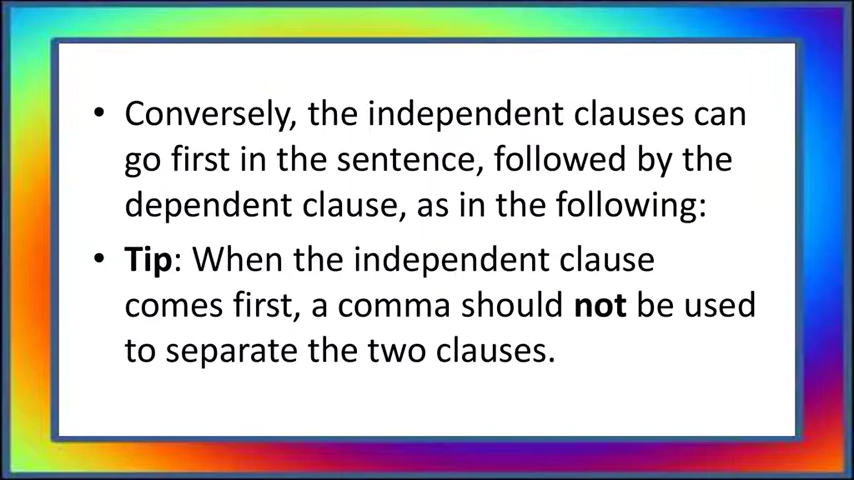 • Conversely, the independent clauses can
go first in the sentence, followed by the
dependent clause, as in the following:
• Tip: When the independent clause
comes first, a comma should not be used
to separate the two clauses.